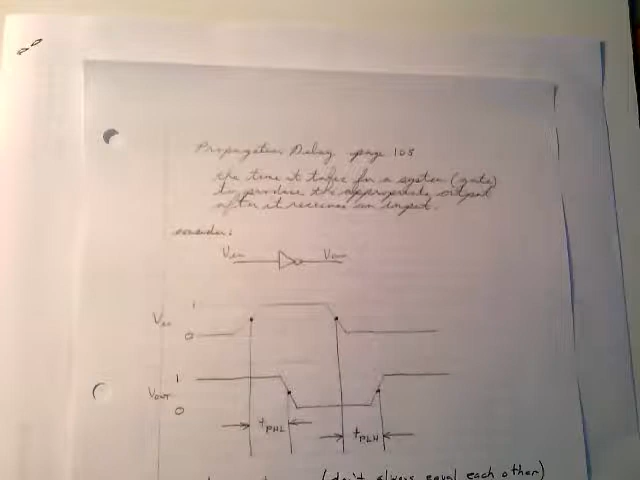 Propagation Delay page 108
the time it takes for a system (gate)
to produce the appropriate output
after it receives an input.
consider:
Vin Vout
1
Vin
0
1
VOUT
0
tPHL
tPLH
(don't always equal each other)